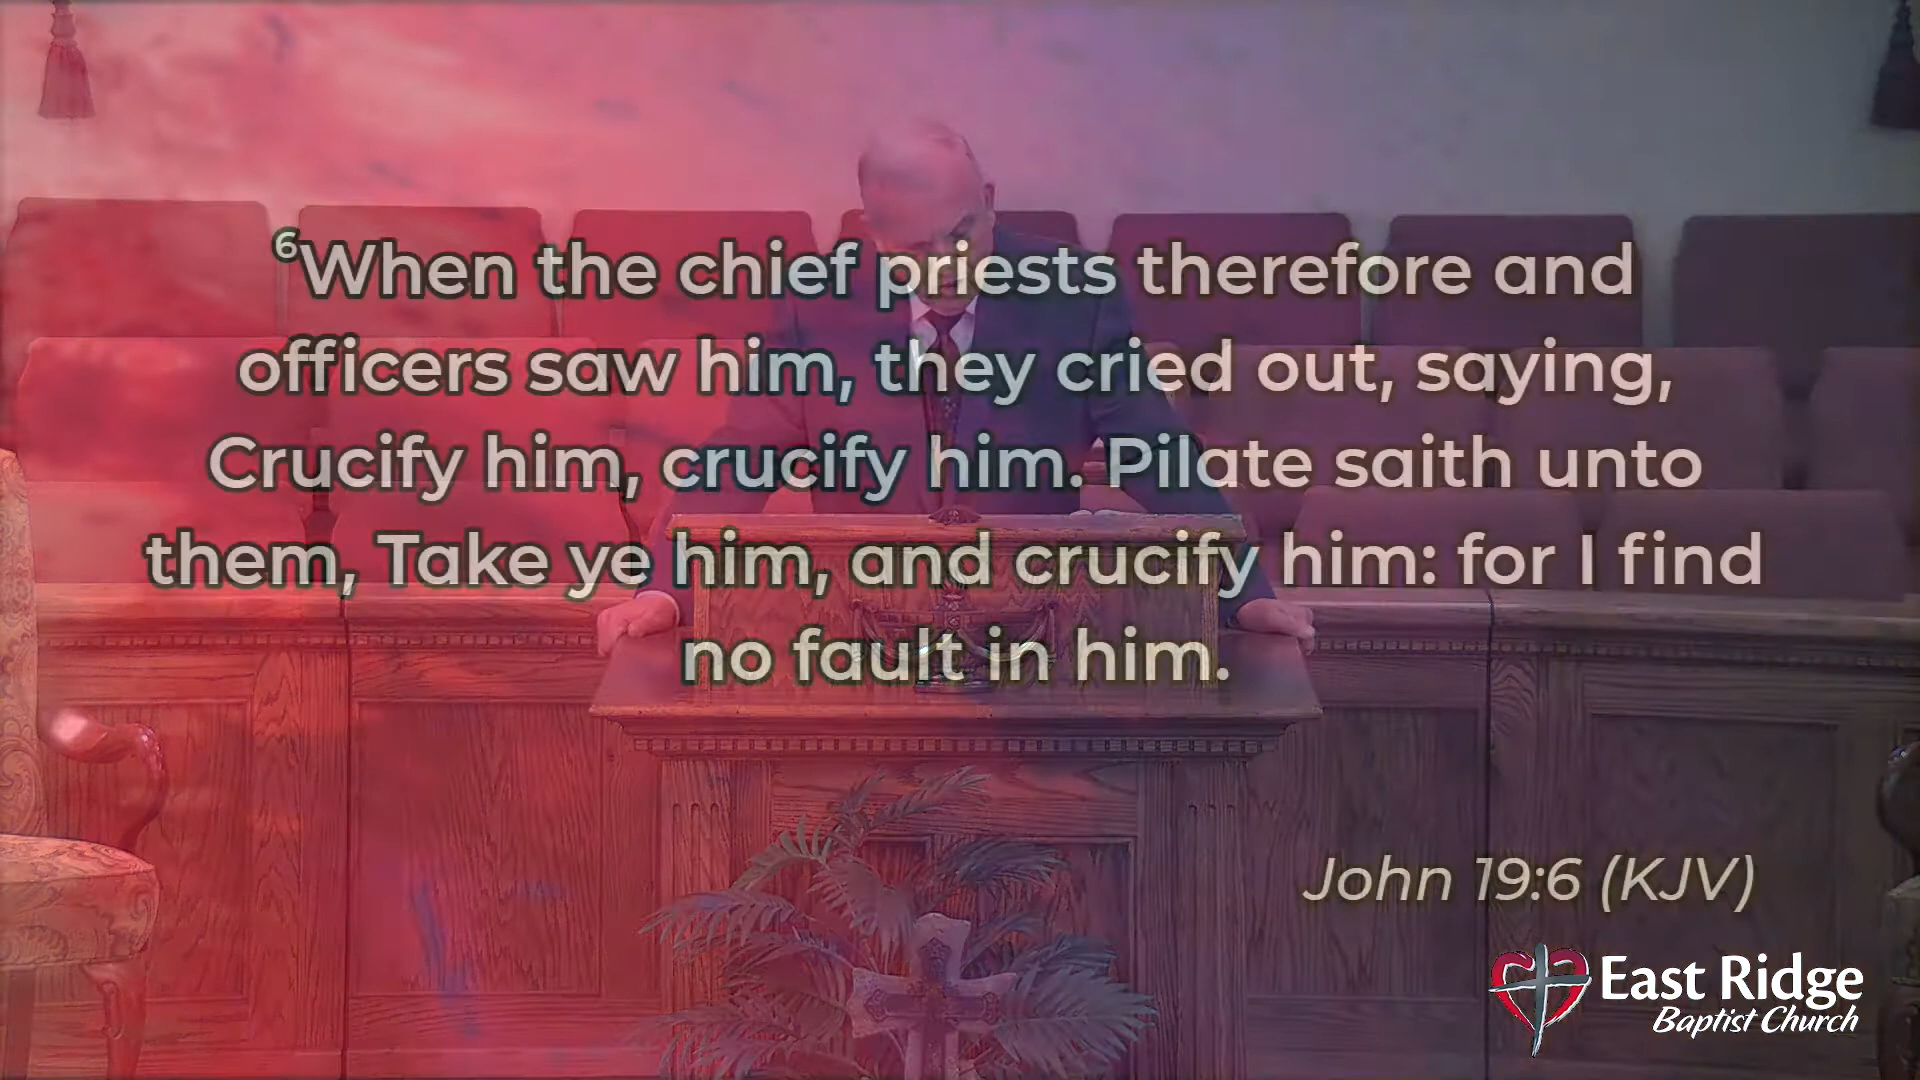 ⁶When the chief priests therefore and
officers saw him, they cried out, saying,
Crucify him, crucify him. Pilate saith unto
them, Take ye him, and crucify him: for I find
no fault in him.
John 19:6 (KJV)
East Ridge
Baptist Church